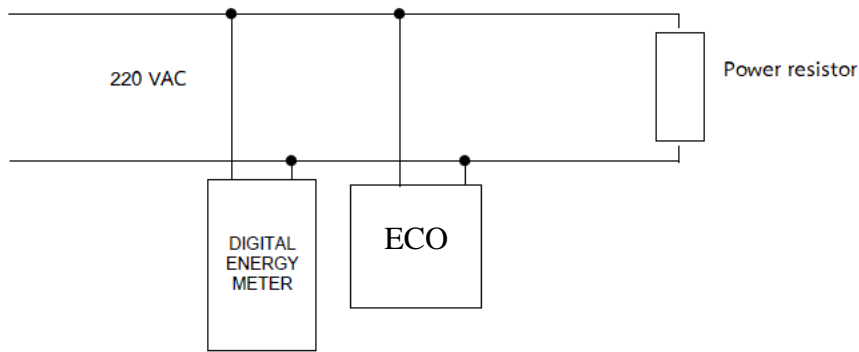 Power resistor
220 VAC
ECO
DIGITAL
ENERGY
METER